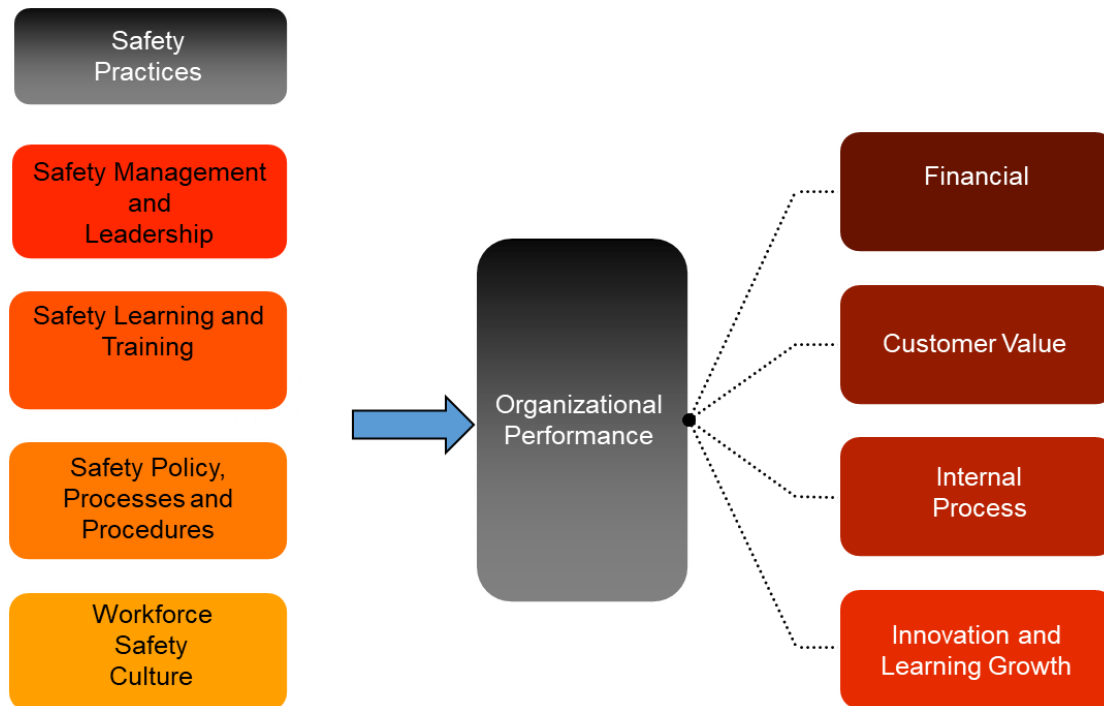 Safety
Practices
Safety Management
and
Leadership
Safety Learning and
Training
Safety Policy,
Processes and
Procedures
Workforce
Safety
Culture
Organizational
Performance
Financial
Customer Value
Internal
Process
Innovation and
Learning Growth